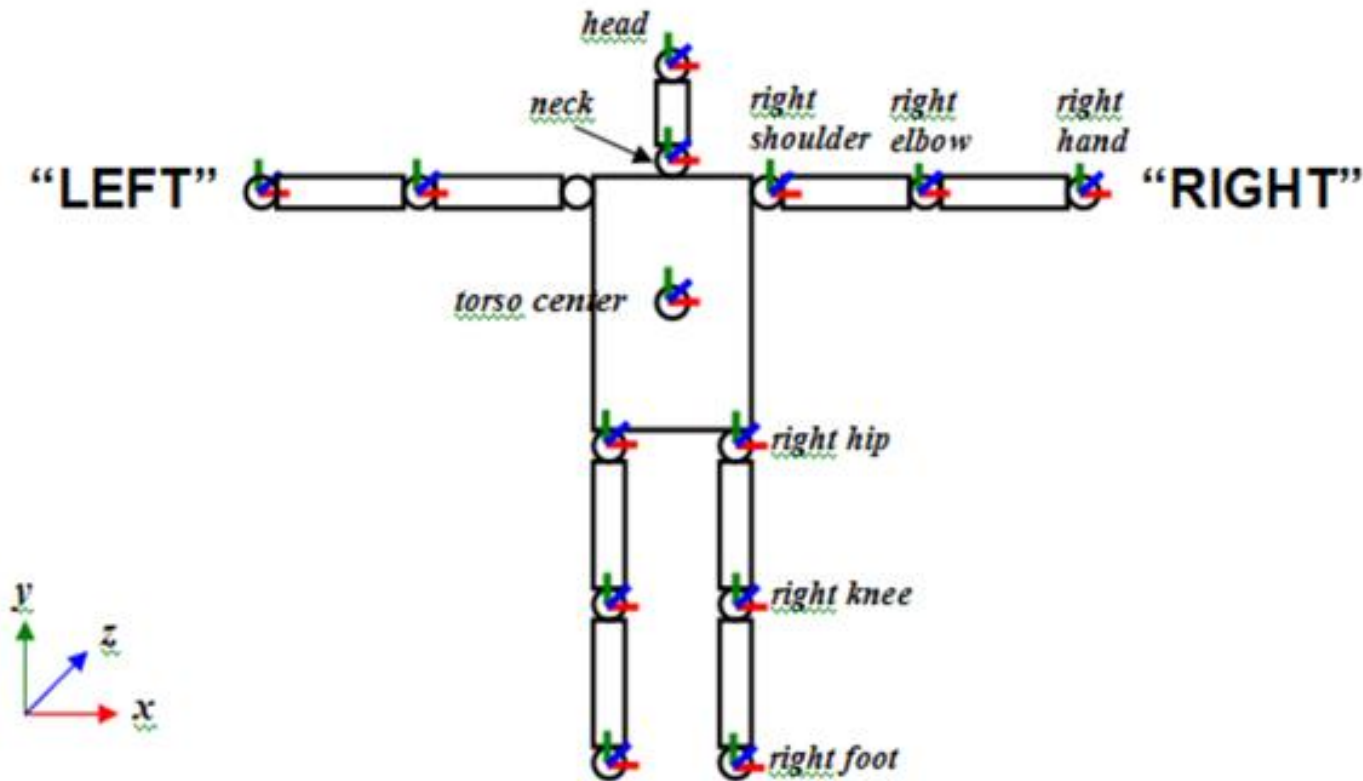 head
neck
right
shoulder
right
elbow
right
hand
“LEFT”
“RIGHT”
torso center
right hip
right knee
right foot
y
z
x